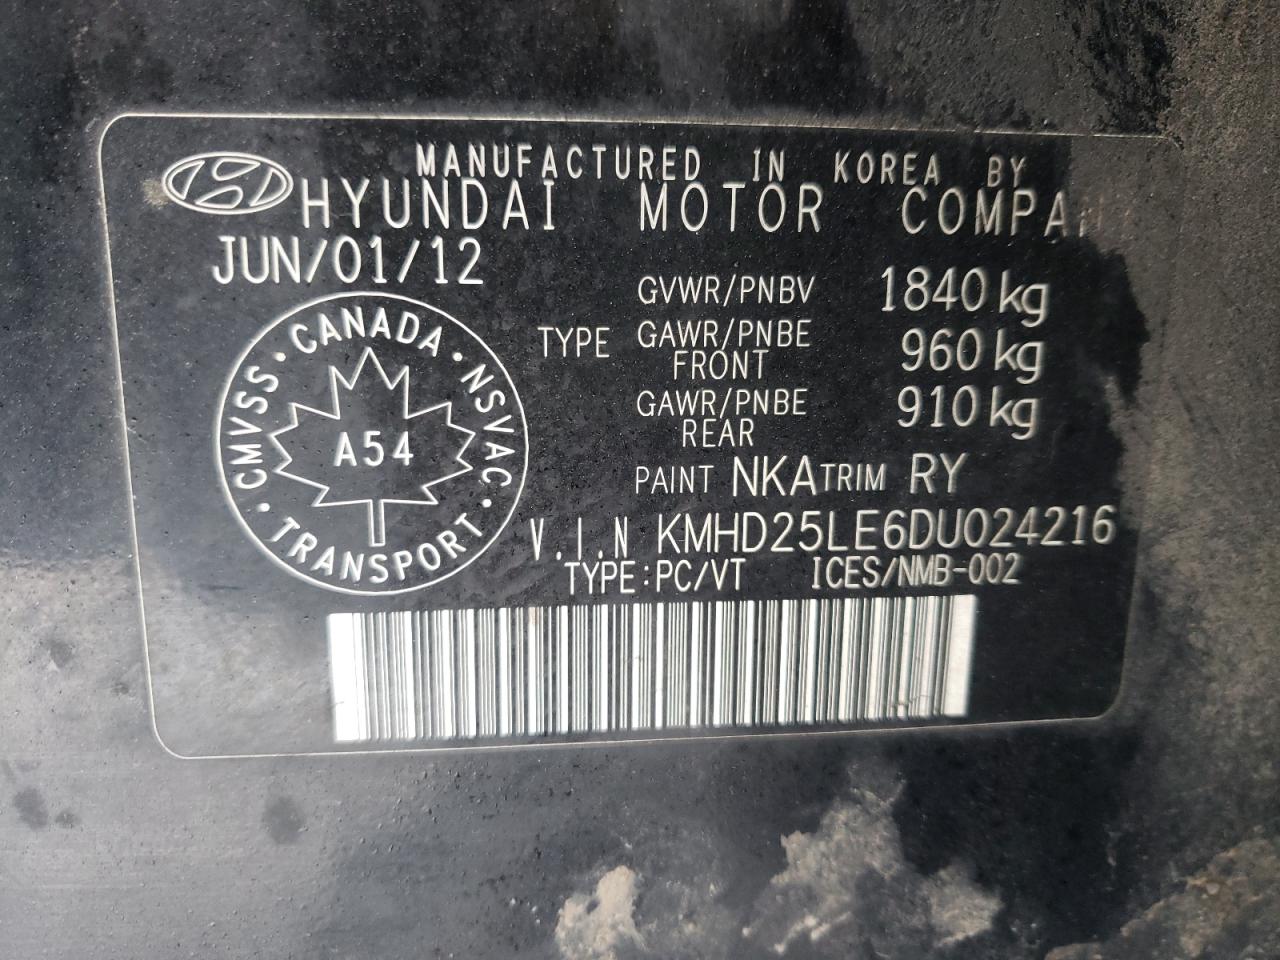 MANUFACTURED IN KOREA BY
HYUNDAI MOTOR
JUN/01/12
GVWR/PNBV 1840 kg
TYPE GAWR/PNBE FRONT 960 kg
GAWR/PNBE REAR 910 kg
PAINT NKA TRIM RY
V.I.N KMHD25LE6DU024216
TYPE:PC/VT ICES/NMB-002
CANADA · NSVAC · TRANSPORT · CMVSS ·
A54